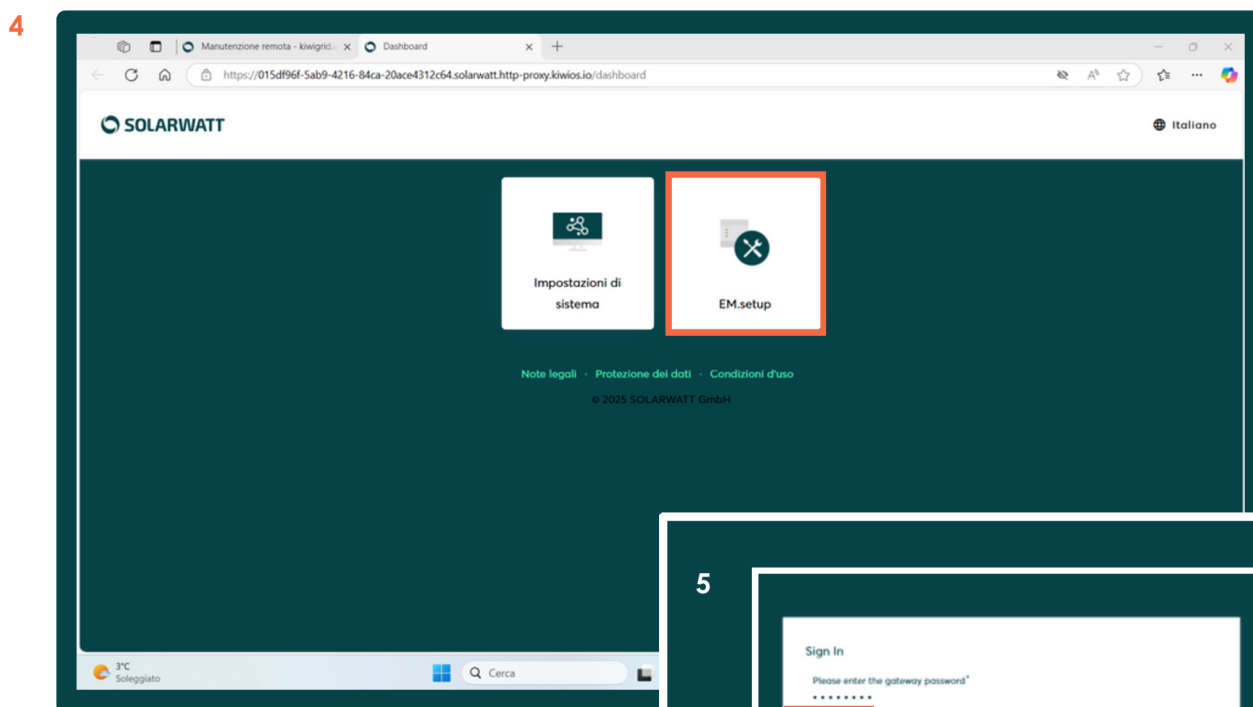 4
Manutenzione remota - kiwigrid.
Dashboard
https://015df96f-5ab9-4216-84ca-20ace4312c64.solarwatt.http-proxy.kiwios.io/dashboard
SOLARWATT
Italiano
Impostazioni di
sistema
EM.setup
Note legali · Protezione dei dati · Condizioni d'uso
© 2025 SOLARWATT GmbH
3°C
Soleggiato
Cerca
5
Sign In
Please enter the gateway password*